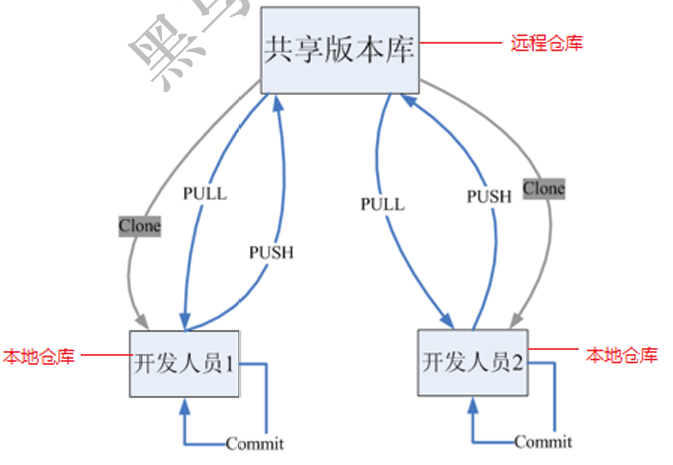 黑马
共享版本库
远程仓库
PULL
PUSH
Clone
PULL
PUSH
Clone
本地仓库
开发人员1
开发人员2
本地仓库
Commit
Commit